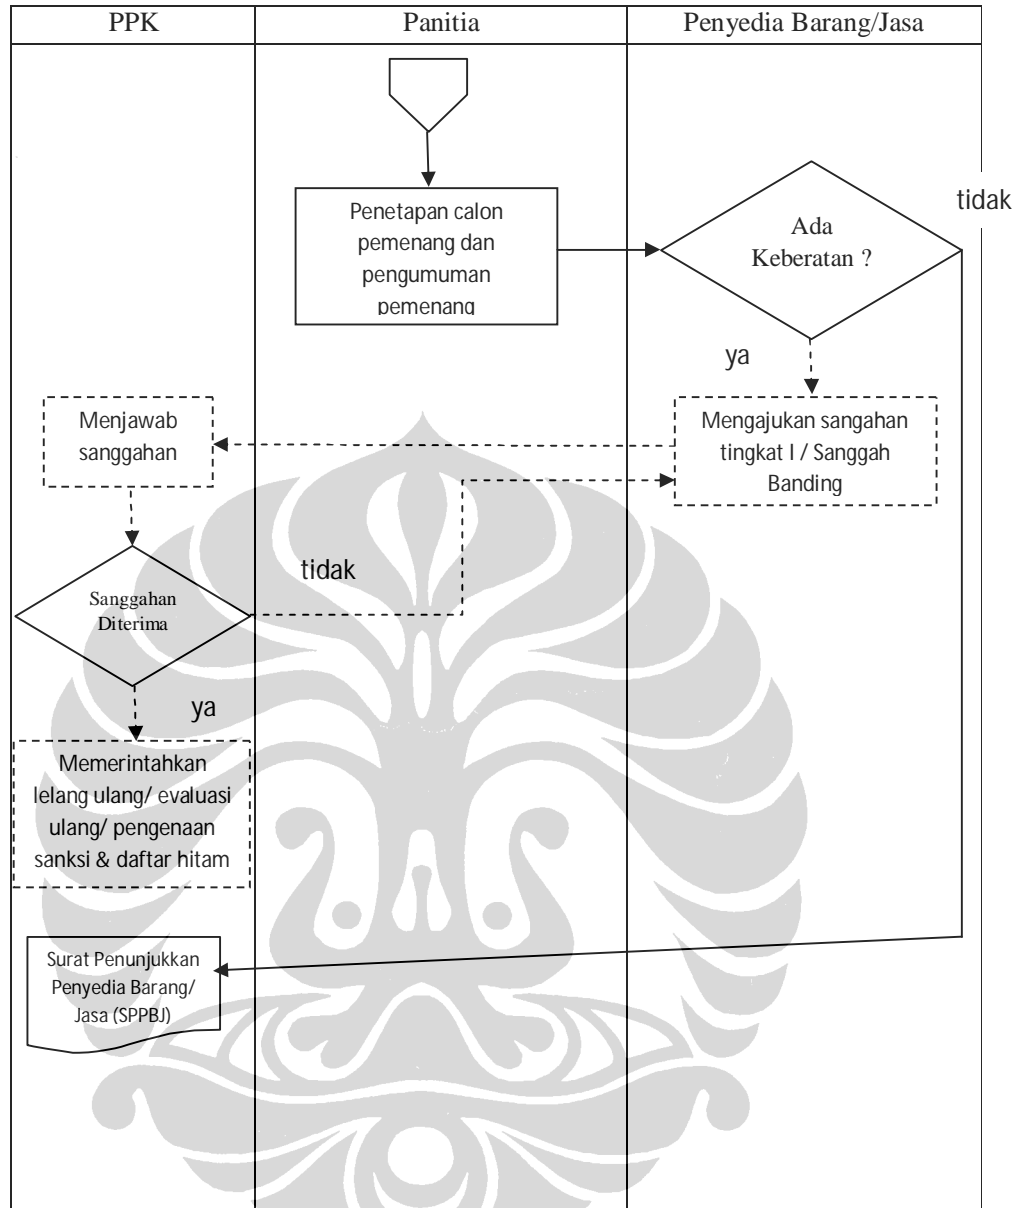 PPK
Panitia
Penyedia Barang/Jasa
Penetapan calon
pemenang dan
pengumuman
pemenang
Ada
Keberatan ?
tidak
ya
Mengajukan sangahan
tingkat I / Sanggah
Banding
Menjawab
sanggahan
tidak
Sanggahan
Diterima
ya
Memerintahkan
lelang ulang/ evaluasi
ulang/ pengenaan
sanksi & daftar hitam
Surat Penunjukkan
Penyedia Barang/
Jasa (SPPBJ)